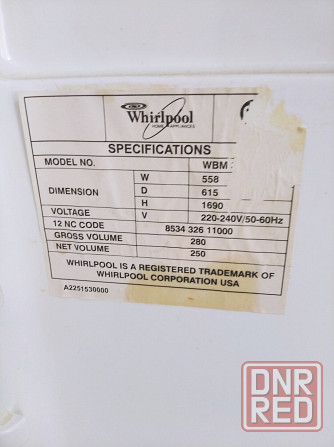 Whirlpool
HOME APPLIANCES
SPECIFICATIONS
MODEL NO. WBM
DIMENSION W 558
D 615
H 1690
VOLTAGE V 220-240V/50-60Hz
12 NC CODE 8534 326 11000
GROSS VOLUME 280
NET VOLUME 250
WHIRLPOOL IS A REGISTERED TRADEMARK OF
WHIRLPOOL CORPORATION USA
A2251530000
DNR
RED